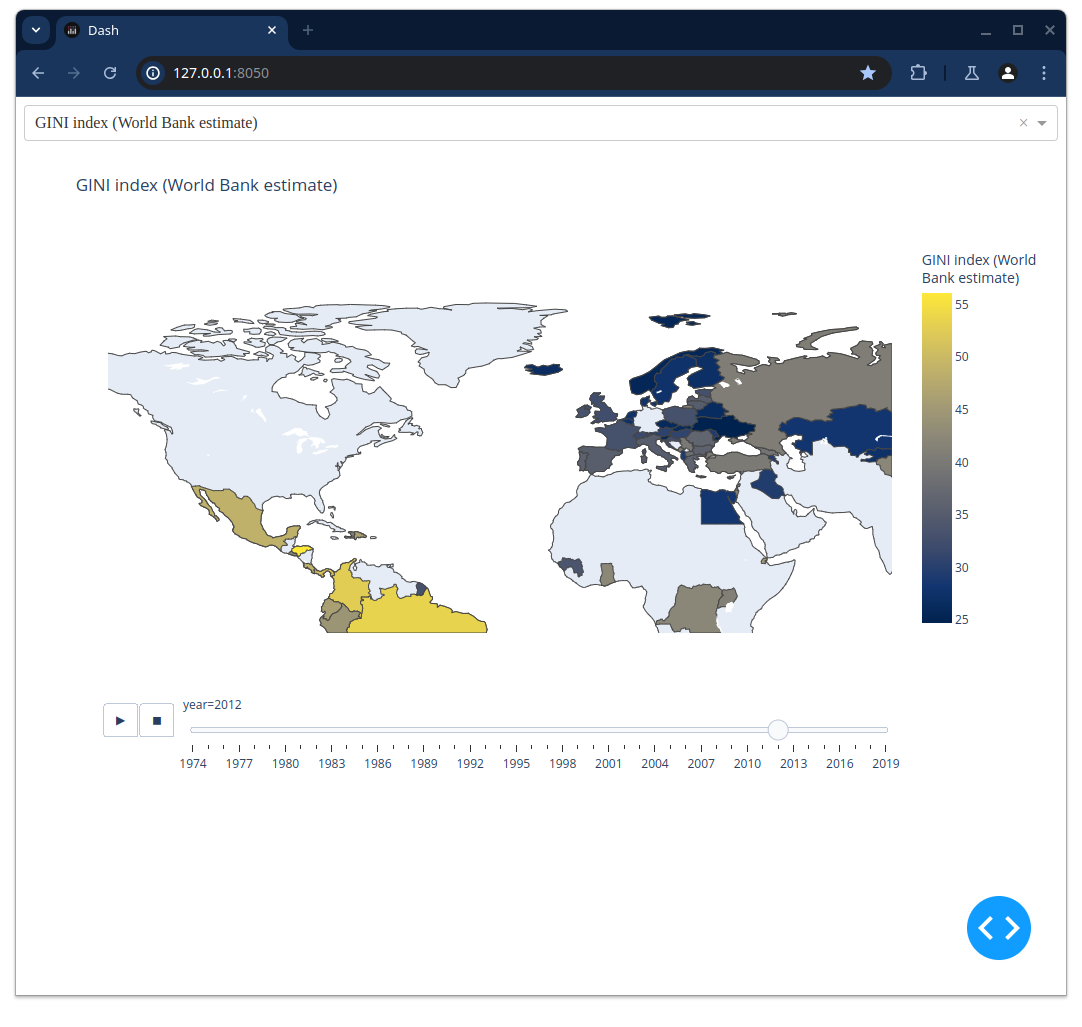 Dash
127.0.0.1:8050
GINI index (World Bank estimate)
GINI index (World Bank estimate)
GINI index (World
Bank estimate)
55
50
45
40
35
30
25
year=2012
1974 1977 1980 1983 1986 1989 1992 1995 1998 2001 2004 2007 2010 2013 2016 2019